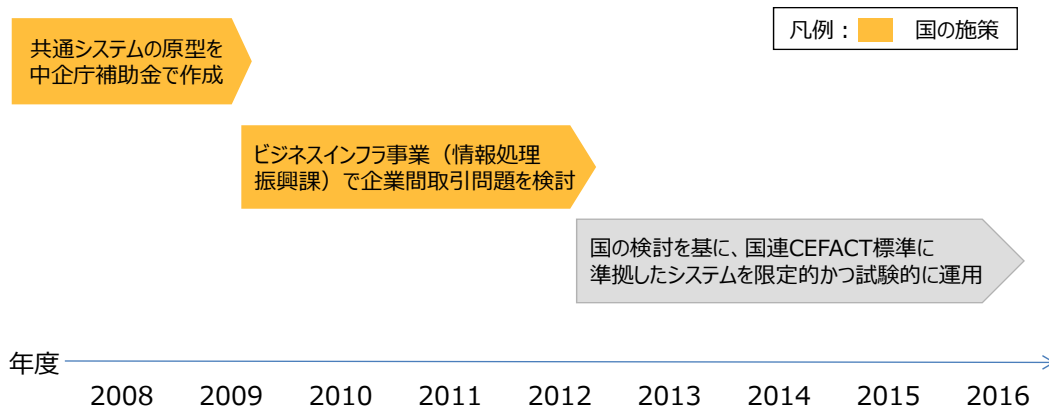 凡例： 国の施策
共通システムの原型を
中企庁補助金で作成
ビジネスインフラ事業（情報処理
振興課）で企業間取引問題を検討
国の検討を基に、国連CEFACT標準に
準拠したシステムを限定的かつ試験的に運用
年度
2008 2009 2010 2011 2012 2013 2014 2015 2016